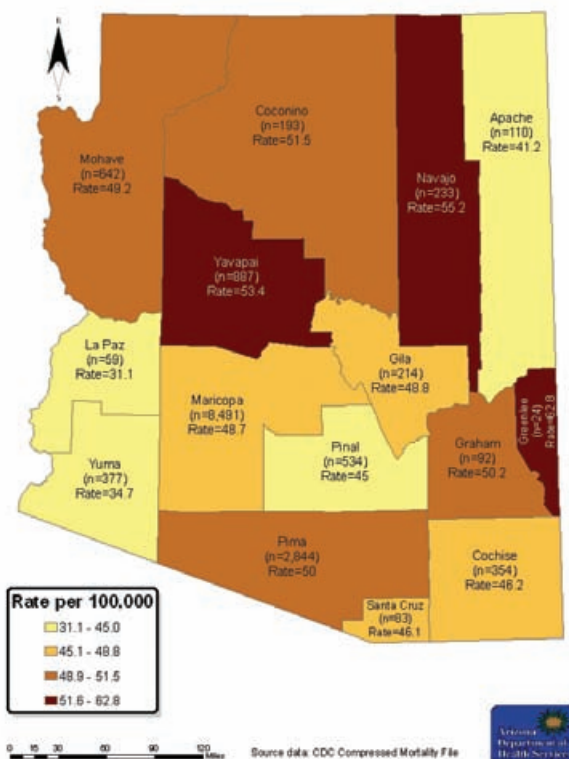 N
S
Coconino
(n=193)
Rate=51.5
Apache
(n=110)
Rate=41.2
Mohave
(n=642)
Rate=49.2
Navajo
(n=233)
Rate=55.2
Yavapai
(n=887)
Rate=53.4
La Paz
(n=59)
Rate=31.1
Gila
(n=214)
Rate=48.8
Maricopa
(n=8,491)
Rate=48.7
Greenlee
(n=24)
Rate=62.8
Graham
(n=92)
Rate=50.2
Pinal
(n=534)
Rate=45
Yuma
(n=377)
Rate=34.7
Pima
(n=2,844)
Rate=50
Cochise
(n=354)
Rate=46.2
Santa Cruz
(n=83)
Rate=46.1
Rate per 100,000
31.1 - 45.0
45.1 - 48.8
48.9 - 51.5
51.6 - 62.8
0 15 30 60 90 120
Miles
Source data: CDC Compressed Mortality File
Arizona
Department of
Health Services